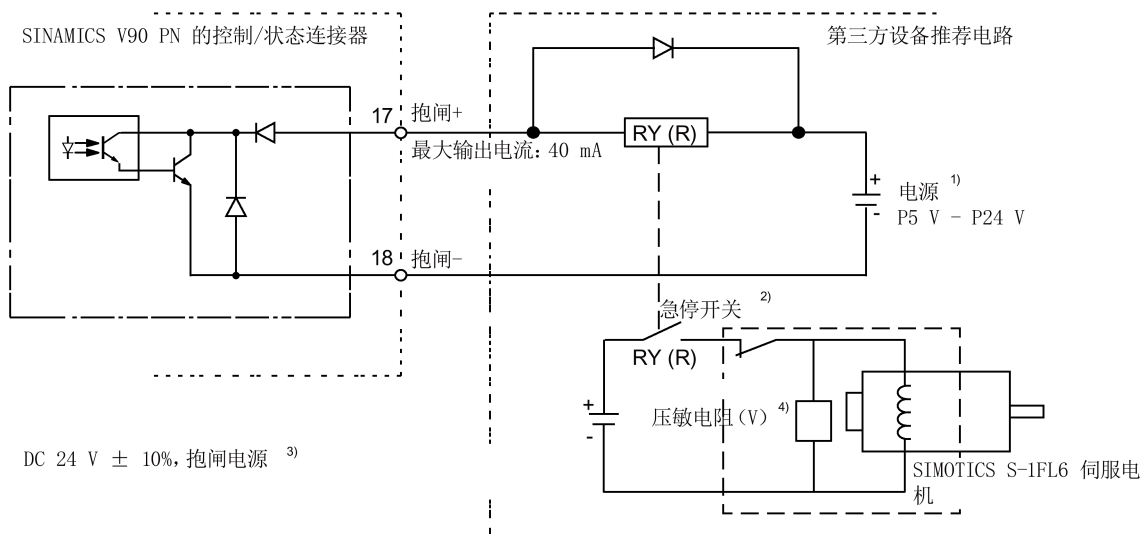 SINAMICS V90 PN 的控制/状态连接器
第三方设备推荐电路
17
抱闸+
最大输出电流：40 mA
RY (R)
+
-
电源 1)
P5 V - P24 V
18
抱闸-
急停开关 2)
RY (R)
+
-
压敏电阻(V) 4)
DC 24 V ± 10%，抱闸电源 3)
SIMOTICS S-1FL6 伺服电
机